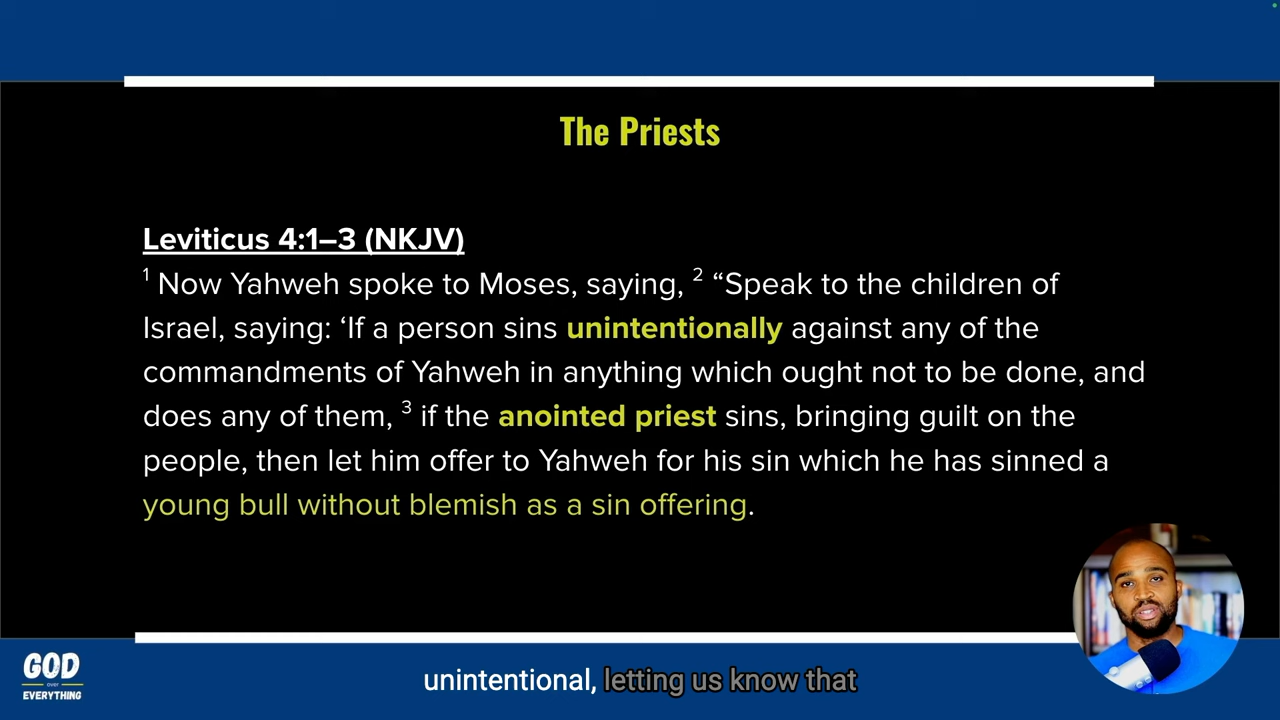 The Priests
Leviticus 4:1–3 (NKJV)
1 Now Yahweh spoke to Moses, saying, 2 “Speak to the children of
Israel, saying: ‘If a person sins unintentionally against any of the
commandments of Yahweh in anything which ought not to be done, and
does any of them, 3 if the anointed priest sins, bringing guilt on the
people, then let him offer to Yahweh for his sin which he has sinned a
young bull without blemish as a sin offering.
GOD
over
EVERYTHING
unintentional, letting us know that